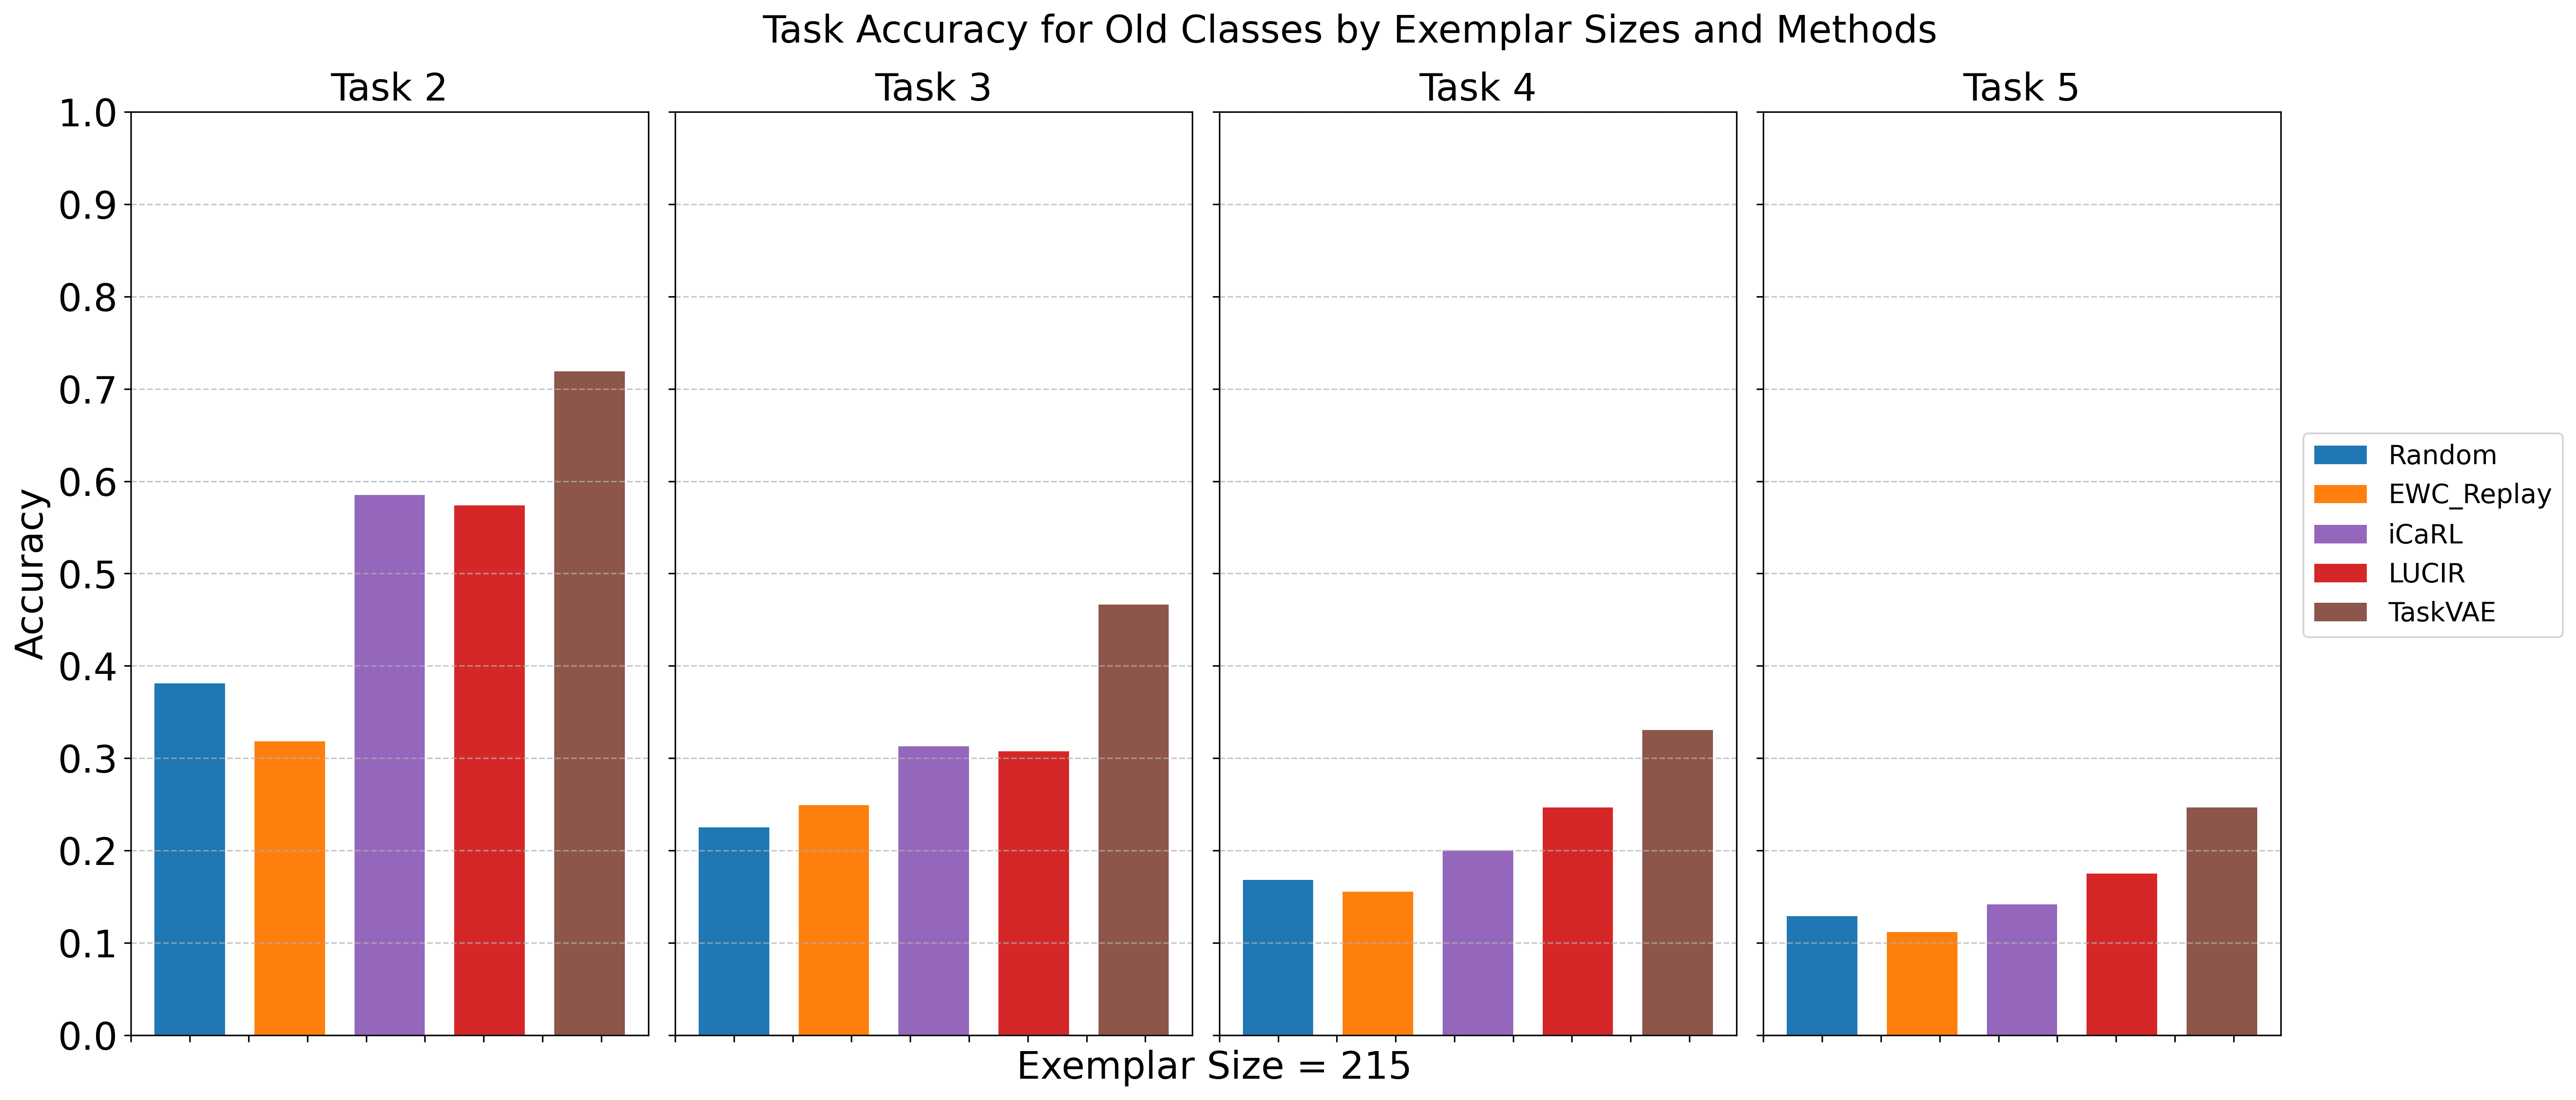 Task Accuracy for Old Classes by Exemplar Sizes and Methods
Task 2
Task 3
Task 4
Task 5
Accuracy
1.0
0.9
0.8
0.7
0.6
0.5
0.4
0.3
0.2
0.1
0.0
Exemplar Size = 215
Random
EWC_Replay
iCaRL
LUCIR
TaskVAE